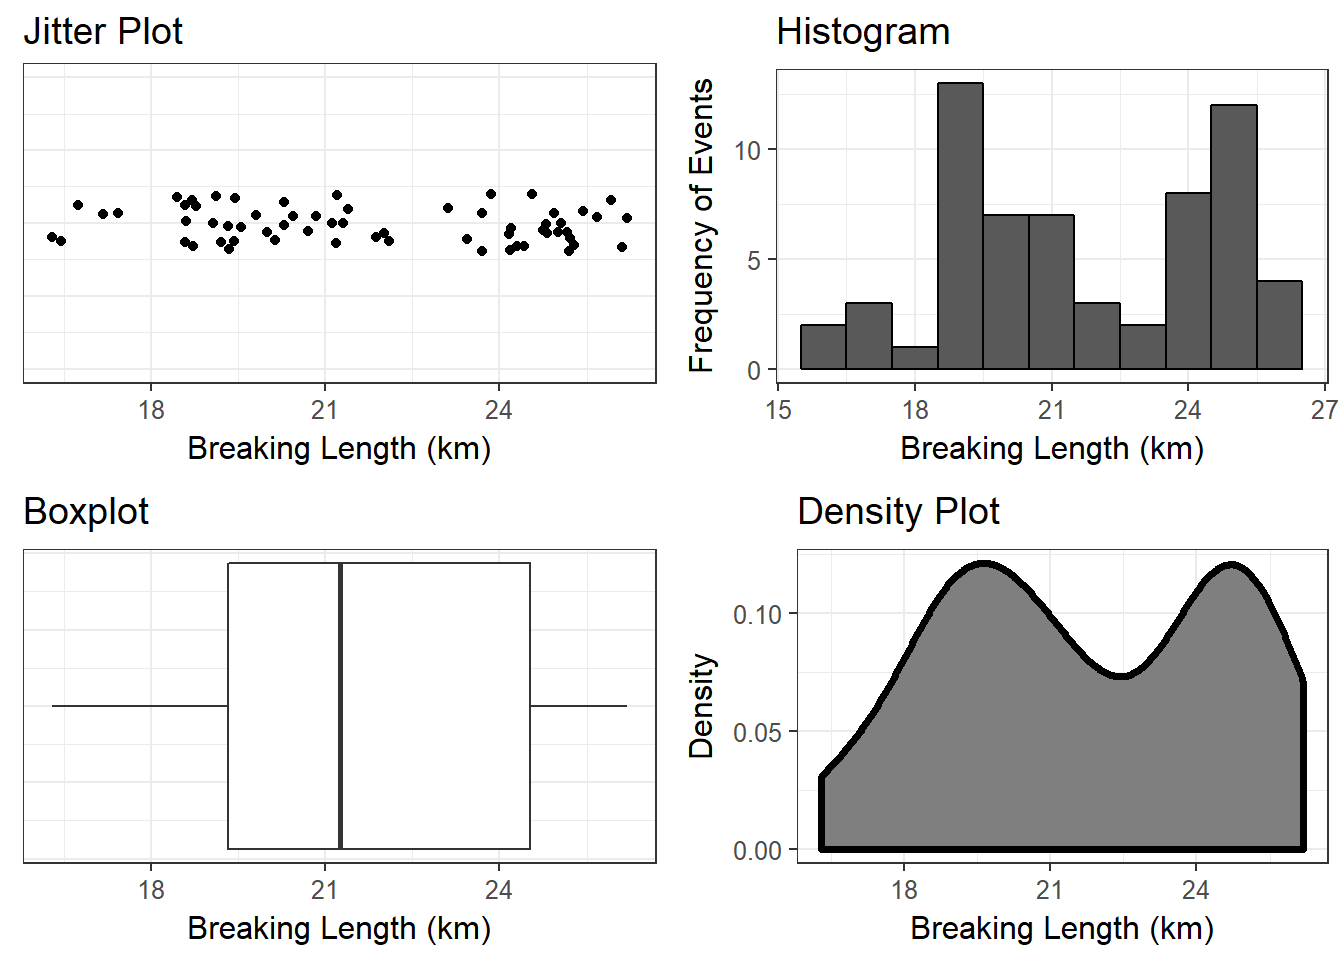 Jitter Plot
18 21 24
Breaking Length (km)
Histogram
Frequency of Events
10
5
0
15 18 21 24 27
Breaking Length (km)
Boxplot
18 21 24
Breaking Length (km)
Density Plot
Density
0.10
0.05
0.00
18 21 24
Breaking Length (km)